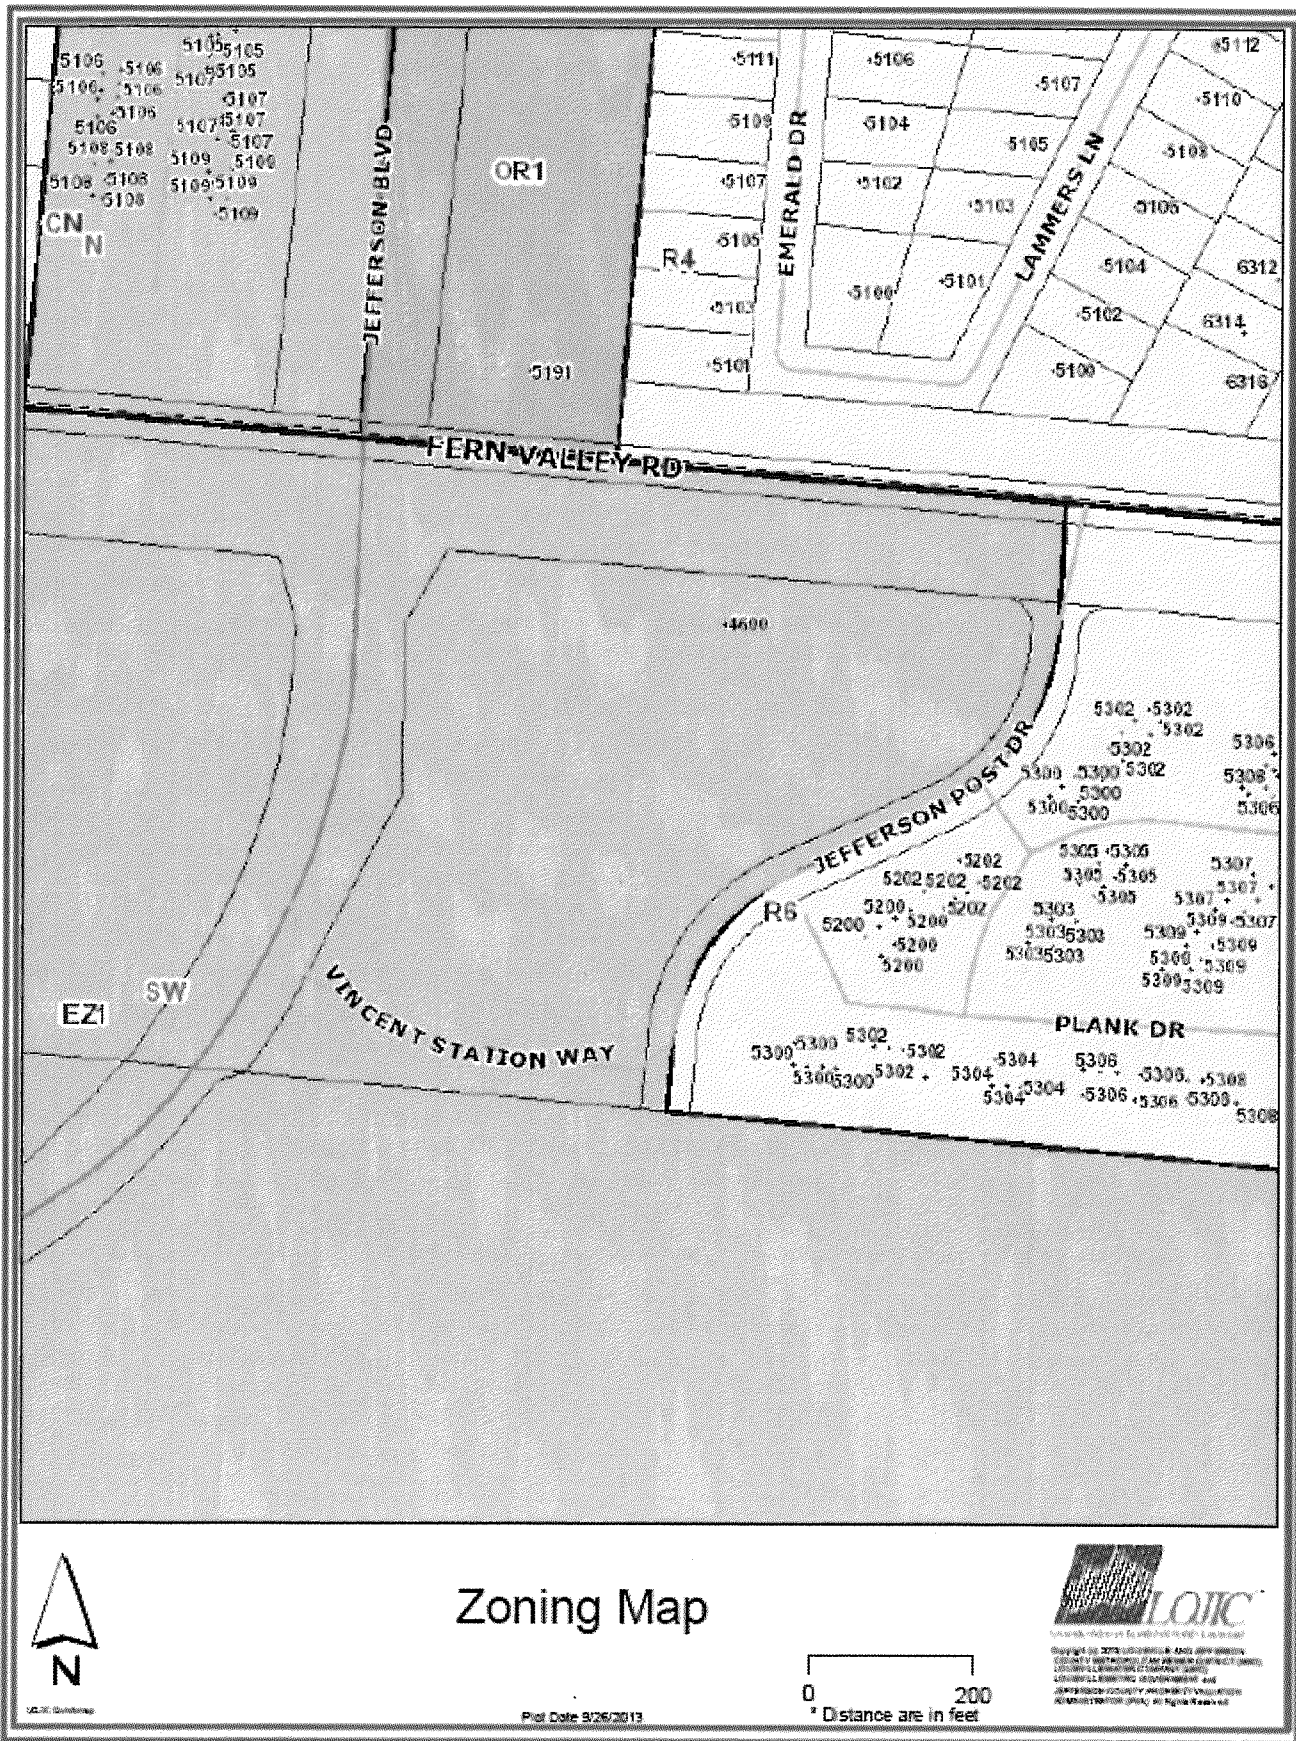 5105 5105
5106 5106 5107 5105
5106 5106 5107
5106 5107 5107
5106 5107
5108 5108 5109 5109
5108 5108 5109 5109
5108 5109
CN
N
JEFFERSON BLVD
OR1
5191
R4
5111
5109
5107
5105
5103
5101
EMERALD DR
5106
5104
5102
5100
5107
5105
5103
5101
LAMMERS LN
5112
5110
5108
5106
5104
5102
5100
6312
6314
6316
FERN VALLEY RD
4600
JEFFERSON POST DR
5302 5302
5302
5302
5302
5300 5300
5300
5300 5300
5306
5308
5306
5202
5202 5202 5202
5200 5202
5200 5200
5200
5200
R6
5305 5305
5305 5305
5305
5303
5303 5303
5303 5303
5307
5307
5307
5309 5307
5309 5309
5309 5309
5309 5309
EZ1
SW
VINCENT STATION WAY
PLANK DR
5300 5300 5302 5302
5300 5300 5302
5304 5304
5304 5304
5306 5306 5308
5306 5306 5308
5308
N
Zoning Map
LOJIC
0 200
* Distance are in feet
Plot Date 9/26/2013